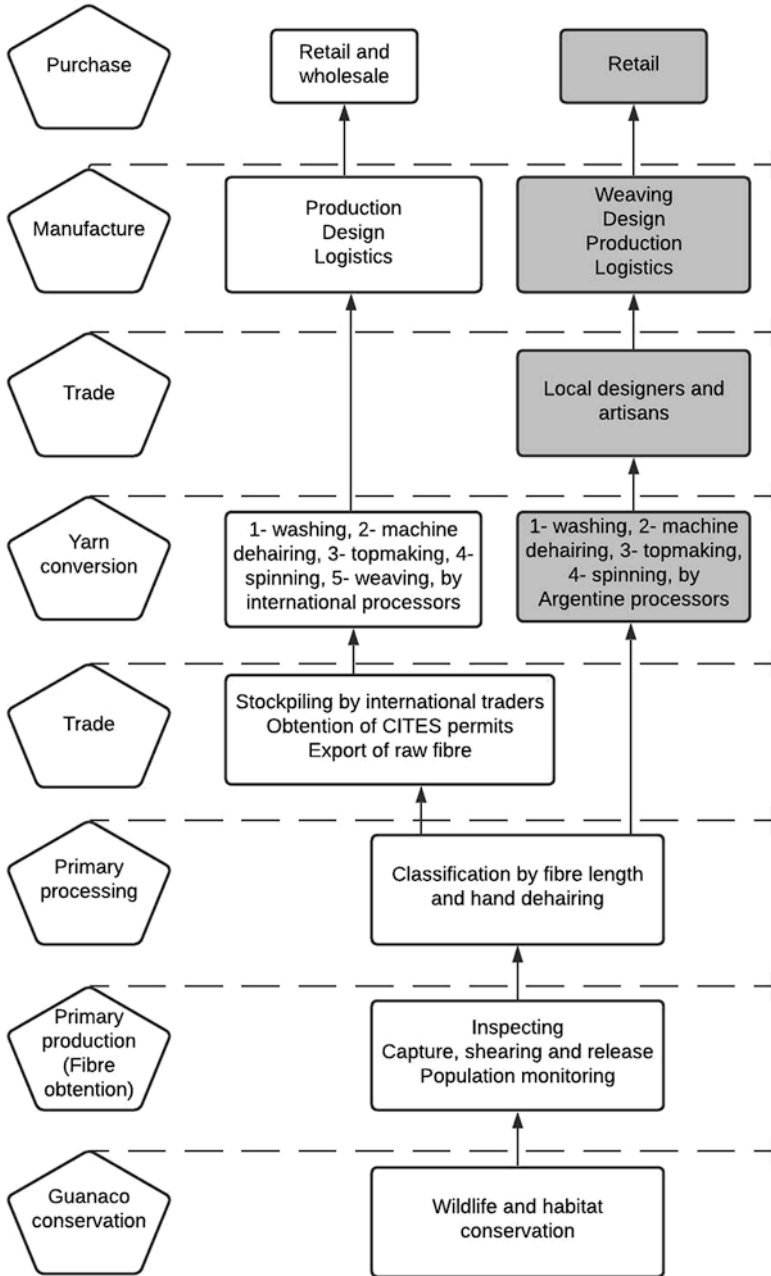 Purchase
Retail and
wholesale
Retail
Manufacture
Production
Design
Logistics
Weaving
Design
Production
Logistics
Trade
Local designers and
artisans
Yarn
conversion
1- washing, 2- machine
dehairing, 3- topmaking, 4-
spinning, 5- weaving, by
international processors
1- washing, 2- machine
dehairing, 3- topmaking,
4- spinning, by
Argentine processors
Trade
Stockpiling by international traders
Obtention of CITES permits
Export of raw fibre
Primary
processing
Classification by fibre length
and hand dehairing
Primary
production
(Fibre
obtention)
Inspecting
Capture, shearing and release
Population monitoring
Guanaco
conservation
Wildlife and habitat
conservation